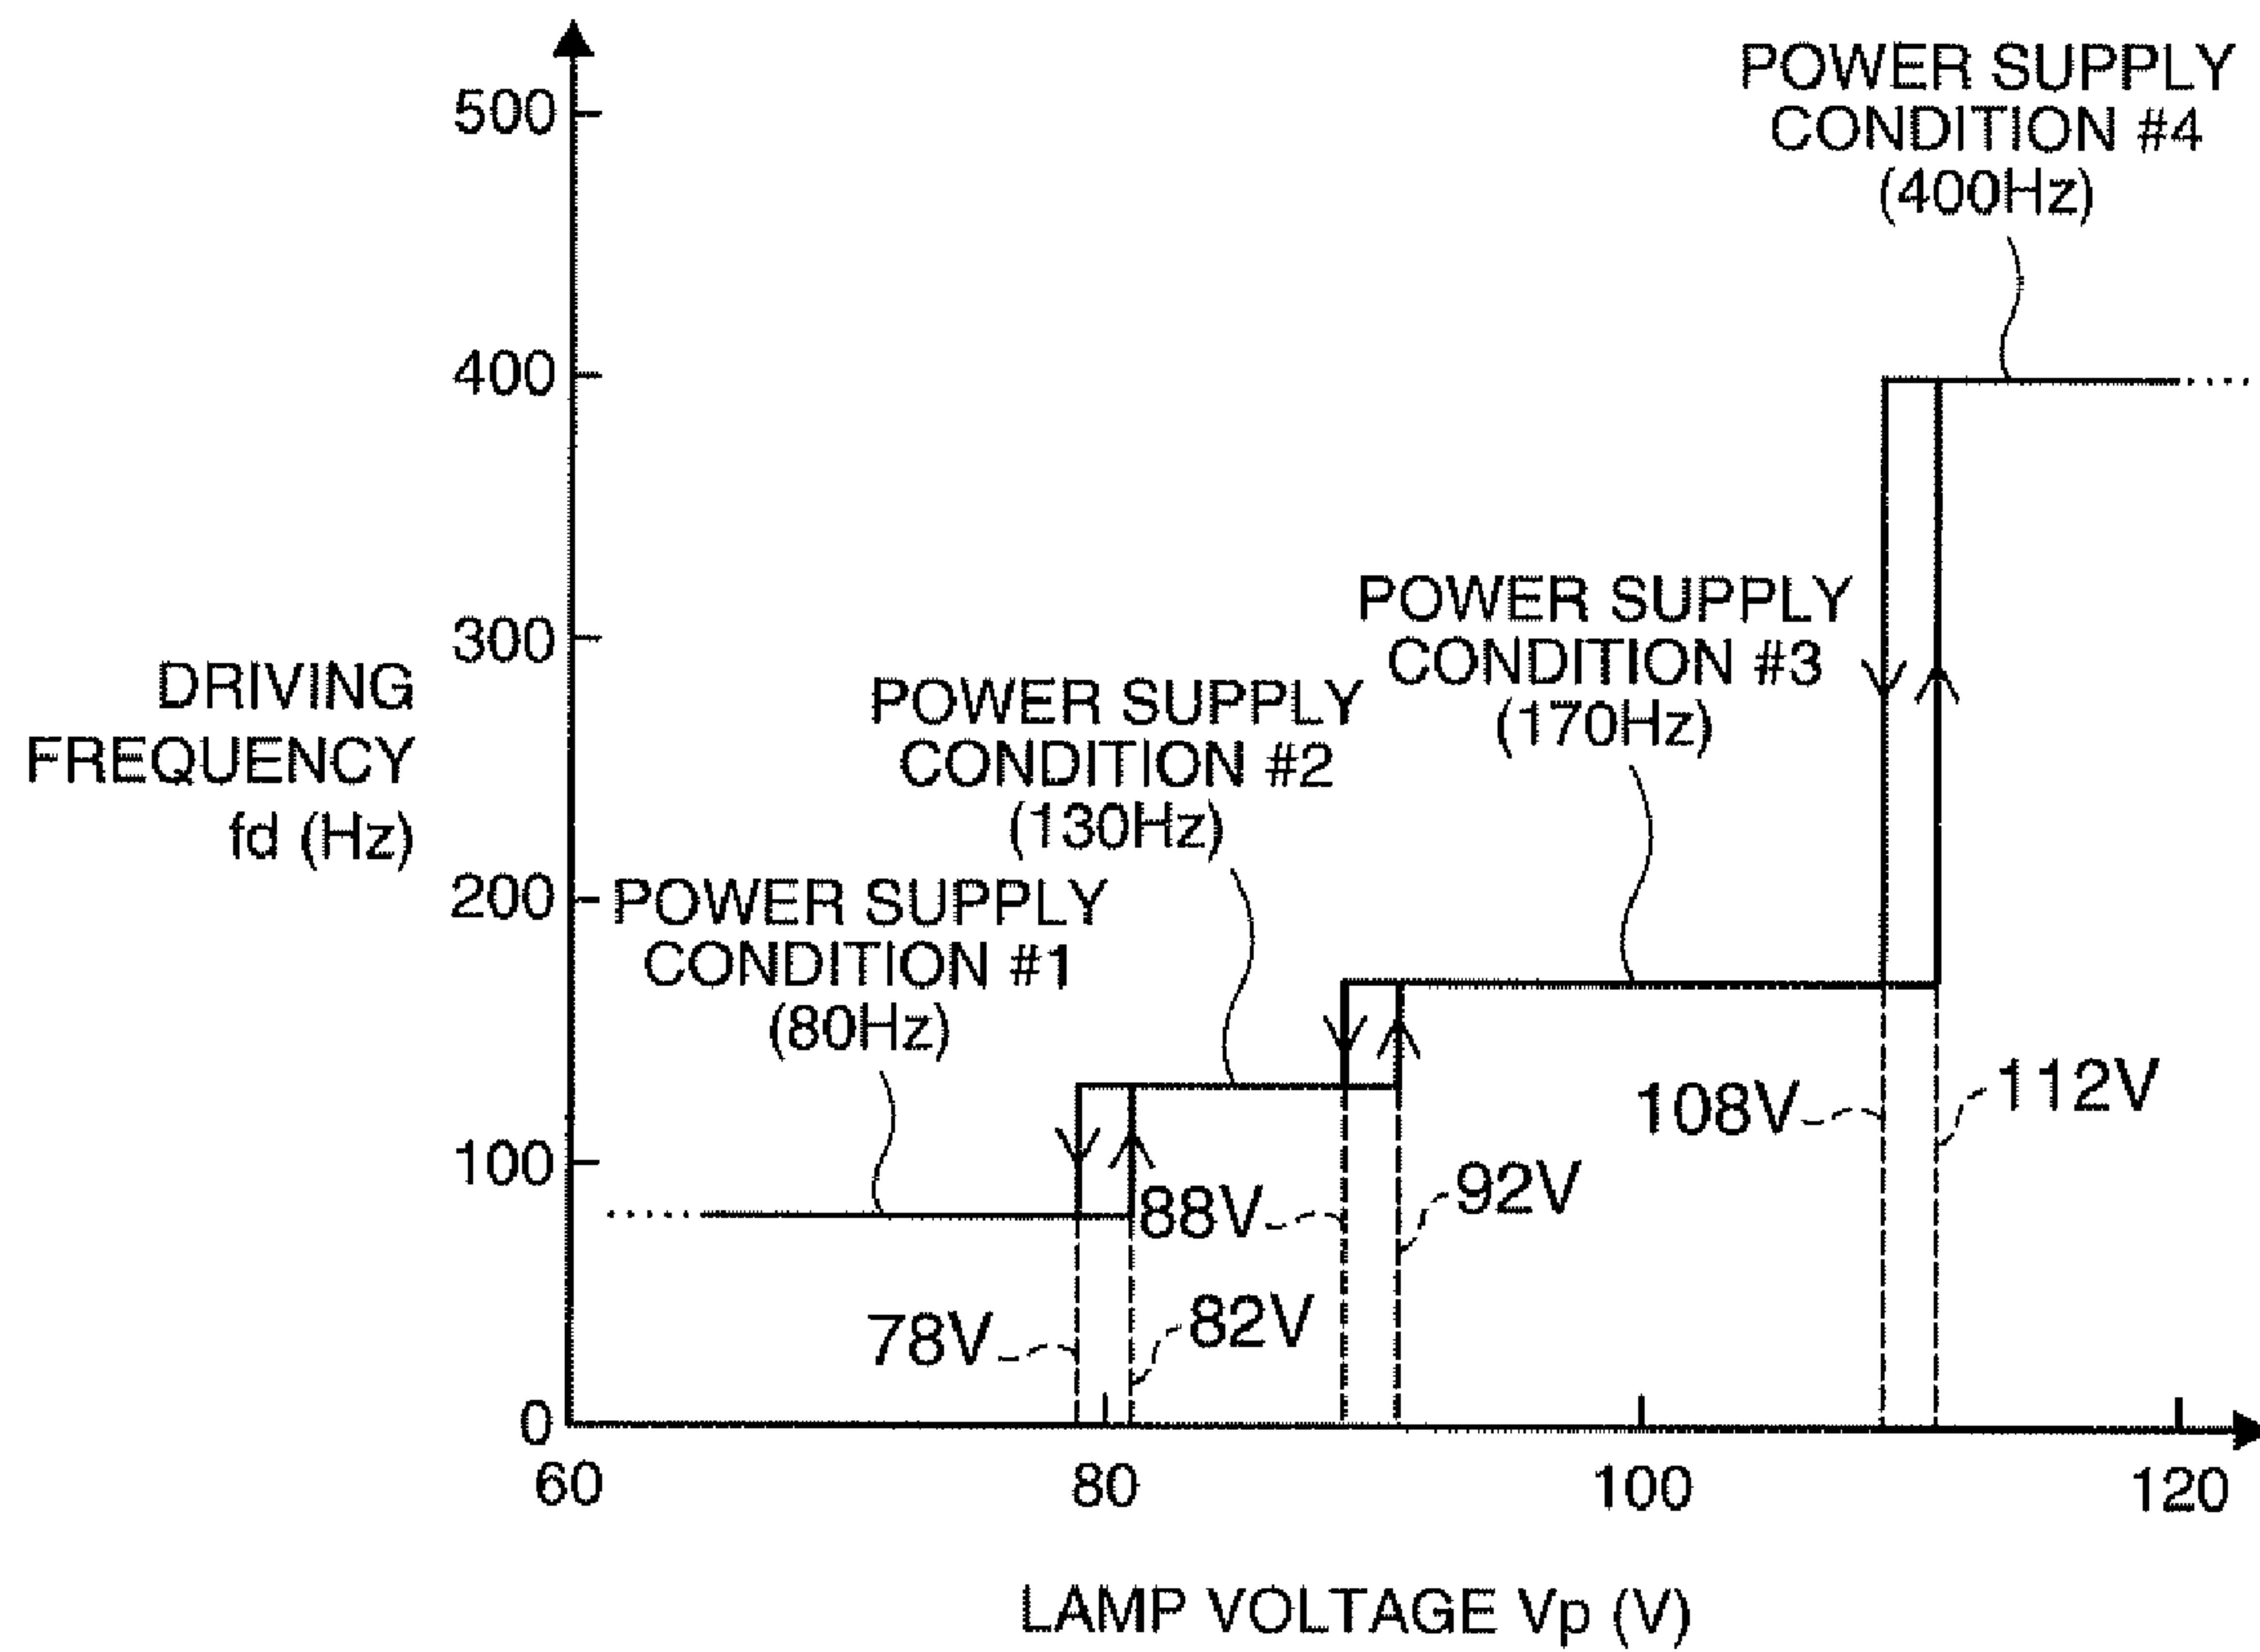 POWER SUPPLY
CONDITION #4
(400Hz)
500
400
300
200
100
0
DRIVING
FREQUENCY
fd (Hz)
POWER SUPPLY
CONDITION #3
(170Hz)
POWER SUPPLY
CONDITION #2
(130Hz)
POWER SUPPLY
CONDITION #1
(80Hz)
78V
82V
88V
92V
108V
112V
60
80
100
120
LAMP VOLTAGE Vp (V)